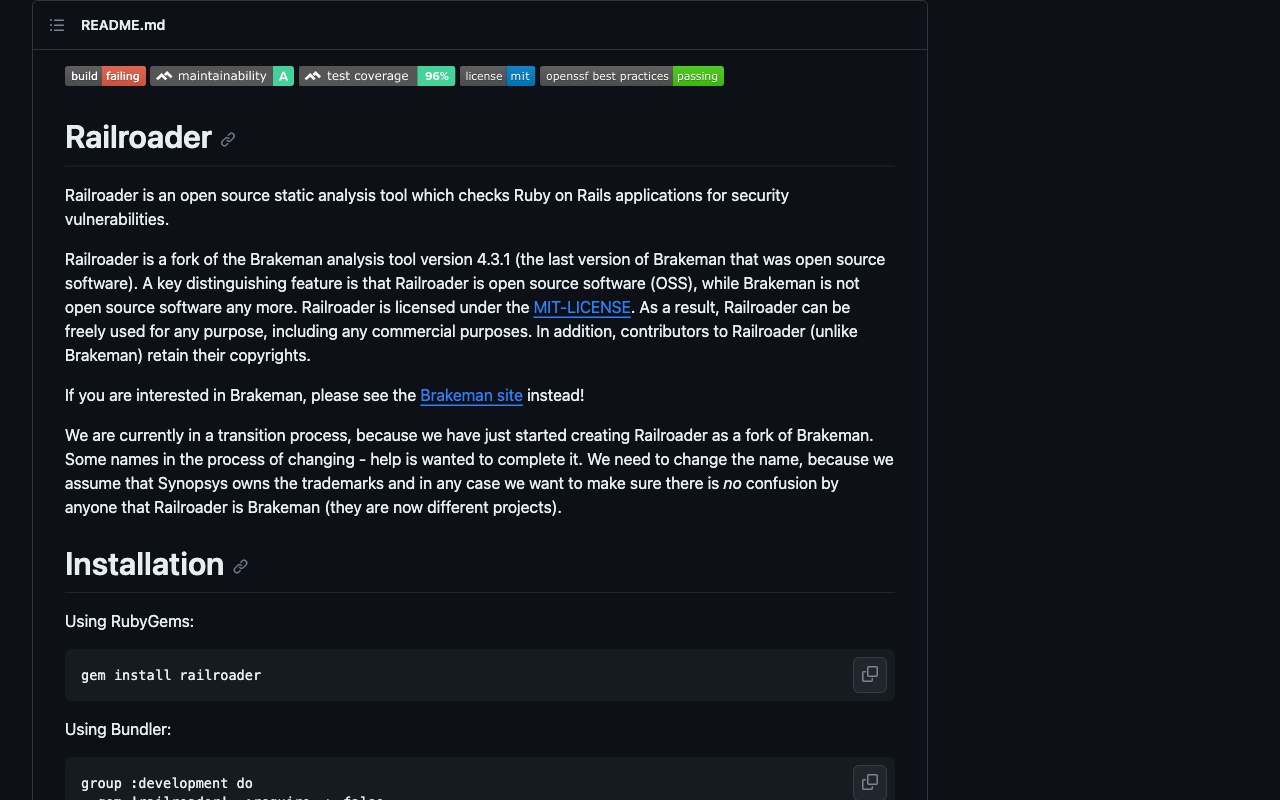 README.md
build failing maintainability A test coverage 96% license mit openssf best practices passing
Railroader
Railroader is an open source static analysis tool which checks Ruby on Rails applications for security
vulnerabilities.
Railroader is a fork of the Brakeman analysis tool version 4.3.1 (the last version of Brakeman that was open source
software). A key distinguishing feature is that Railroader is open source software (OSS), while Brakeman is not
open source software any more. Railroader is licensed under the MIT-LICENSE. As a result, Railroader can be
freely used for any purpose, including any commercial purposes. In addition, contributors to Railroader (unlike
Brakeman) retain their copyrights.
If you are interested in Brakeman, please see the Brakeman site instead!
We are currently in a transition process, because we have just started creating Railroader as a fork of Brakeman.
Some names in the process of changing - help is wanted to complete it. We need to change the name, because we
assume that Synopsys owns the trademarks and in any case we want to make sure there is no confusion by
anyone that Railroader is Brakeman (they are now different projects).
Installation
Using RubyGems:
gem install railroader
Using Bundler:
group :development do